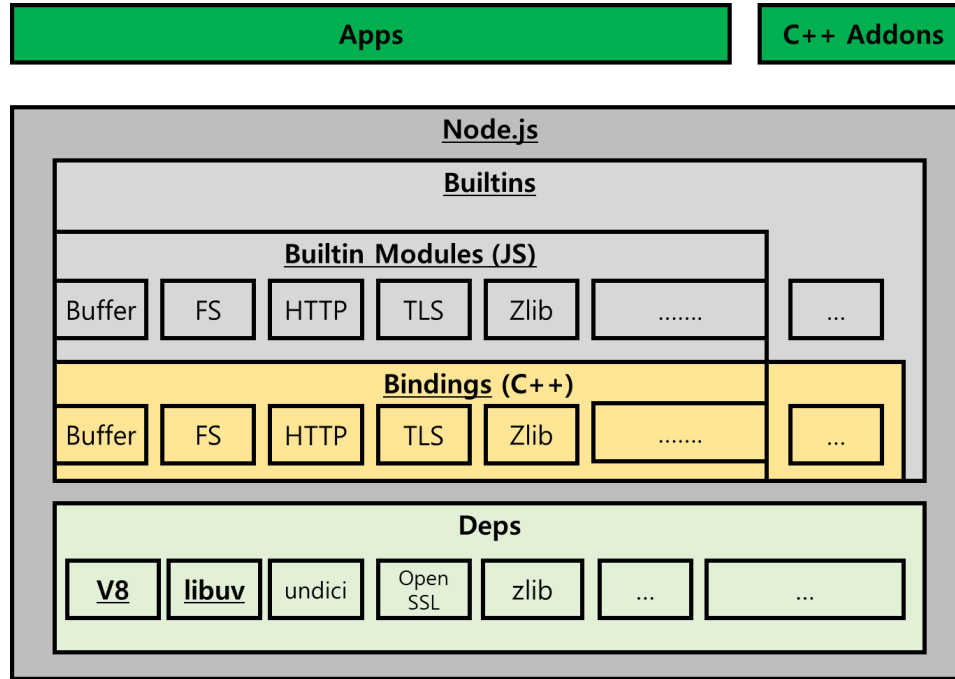 Apps
C++ Addons
Node.js
Builtins
Builtin Modules (JS)
Buffer FS HTTP TLS Zlib ....... ...
Bindings (C++)
Buffer FS HTTP TLS Zlib ....... ...
Deps
V8 libuv undici Open SSL zlib ... ...